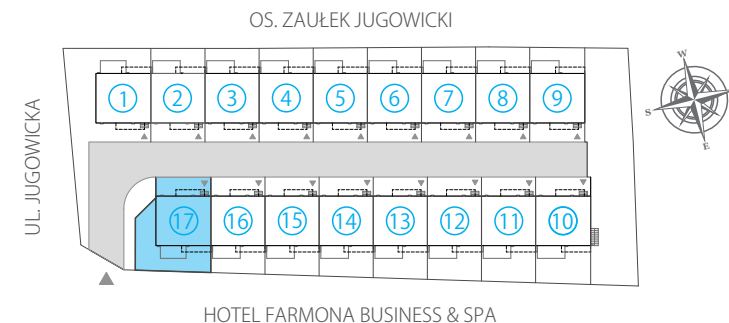 OS. ZAUŁEK JUGOWICKI
UL. JUGOWICKA
1 2 3 4 5 6 7 8 9
W
S
E
17 16 15 14 13 12 11 10
HOTEL FARMONA BUSINESS & SPA